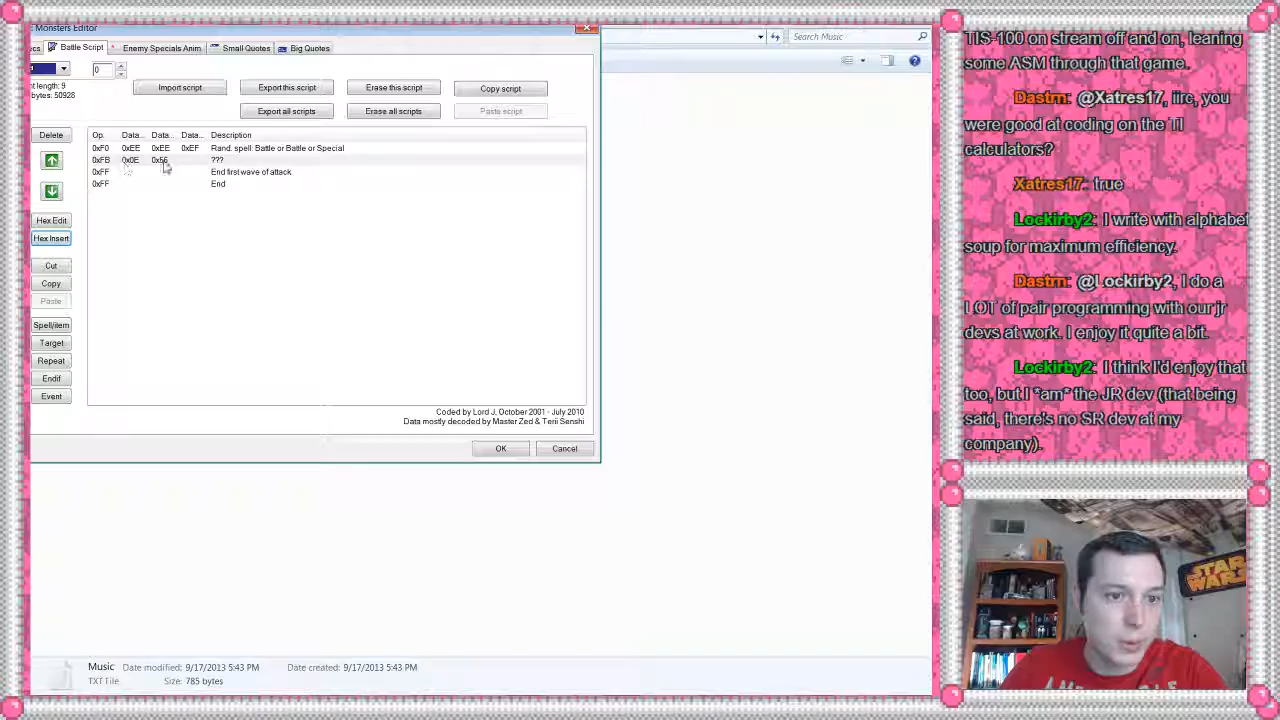 Monsters Editor
ecs
Battle Script
Enemy Specials Anim.
Small Quotes
Big Quotes
Search Music
0
nt length: 9
bytes: 50928
Import script
Export this script
Erase this script
Copy script
Export all scripts
Erase all scripts
Paste script
Delete
Op.
Data...
Data...
Data...
Description
0xF0 0xEE 0xEE 0xEF Rand. spell: Battle or Battle or Special
0xFB 0x0E 0x56 ???
0xFF End first wave of attack
0xFF End
Hex Edit
Hex Insert
Cut
Copy
Paste
Spell/item
Target
Repeat
Endif
Event
Coded by Lord J, October 2001 - July 2010
Data mostly decoded by Master Zed & Terii Senshi
OK
Cancel
Music Date modified: 9/17/2013 5:43 PM Date created: 9/17/2013 5:43 PM
TXT File Size: 785 bytes
TIS-100 on stream off and on, leaning
some ASM through that game.
Dastrn: @Xatres17, iirc, you
were good at coding on the TI
calculators?
Xatres17: true
Lockirby2: I write with alphabet
soup for maximum efficiency.
Dastrn: @Lockirby2, I do a
LOT of pair programming with our jr
devs at work. I enjoy it quite a bit.
Lockirby2: I think I'd enjoy that
too, but I *am* the JR dev (that being
said, there's no SR dev at my
company).
STAR
WARS